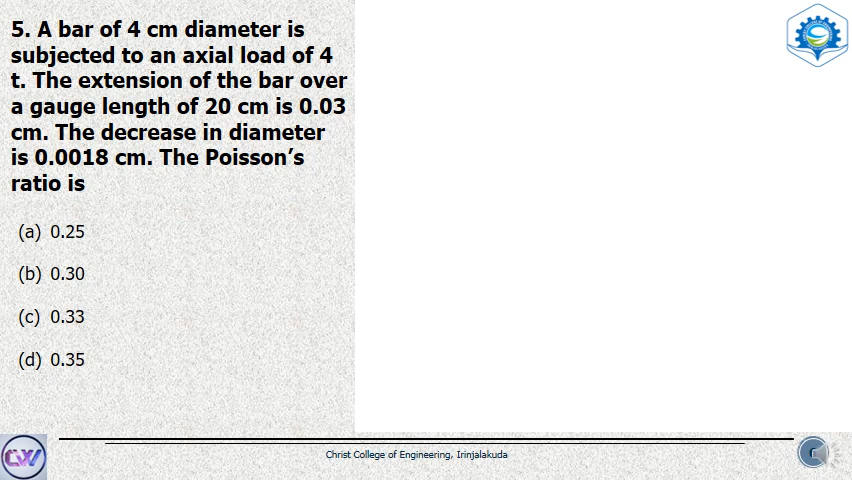 5. A bar of 4 cm diameter is
subjected to an axial load of 4
t. The extension of the bar over
a gauge length of 20 cm is 0.03
cm. The decrease in diameter
is 0.0018 cm. The Poisson’s
ratio is
(a) 0.25
(b) 0.30
(c) 0.33
(d) 0.35
Christ College of Engineering, Irinjalakuda
CW